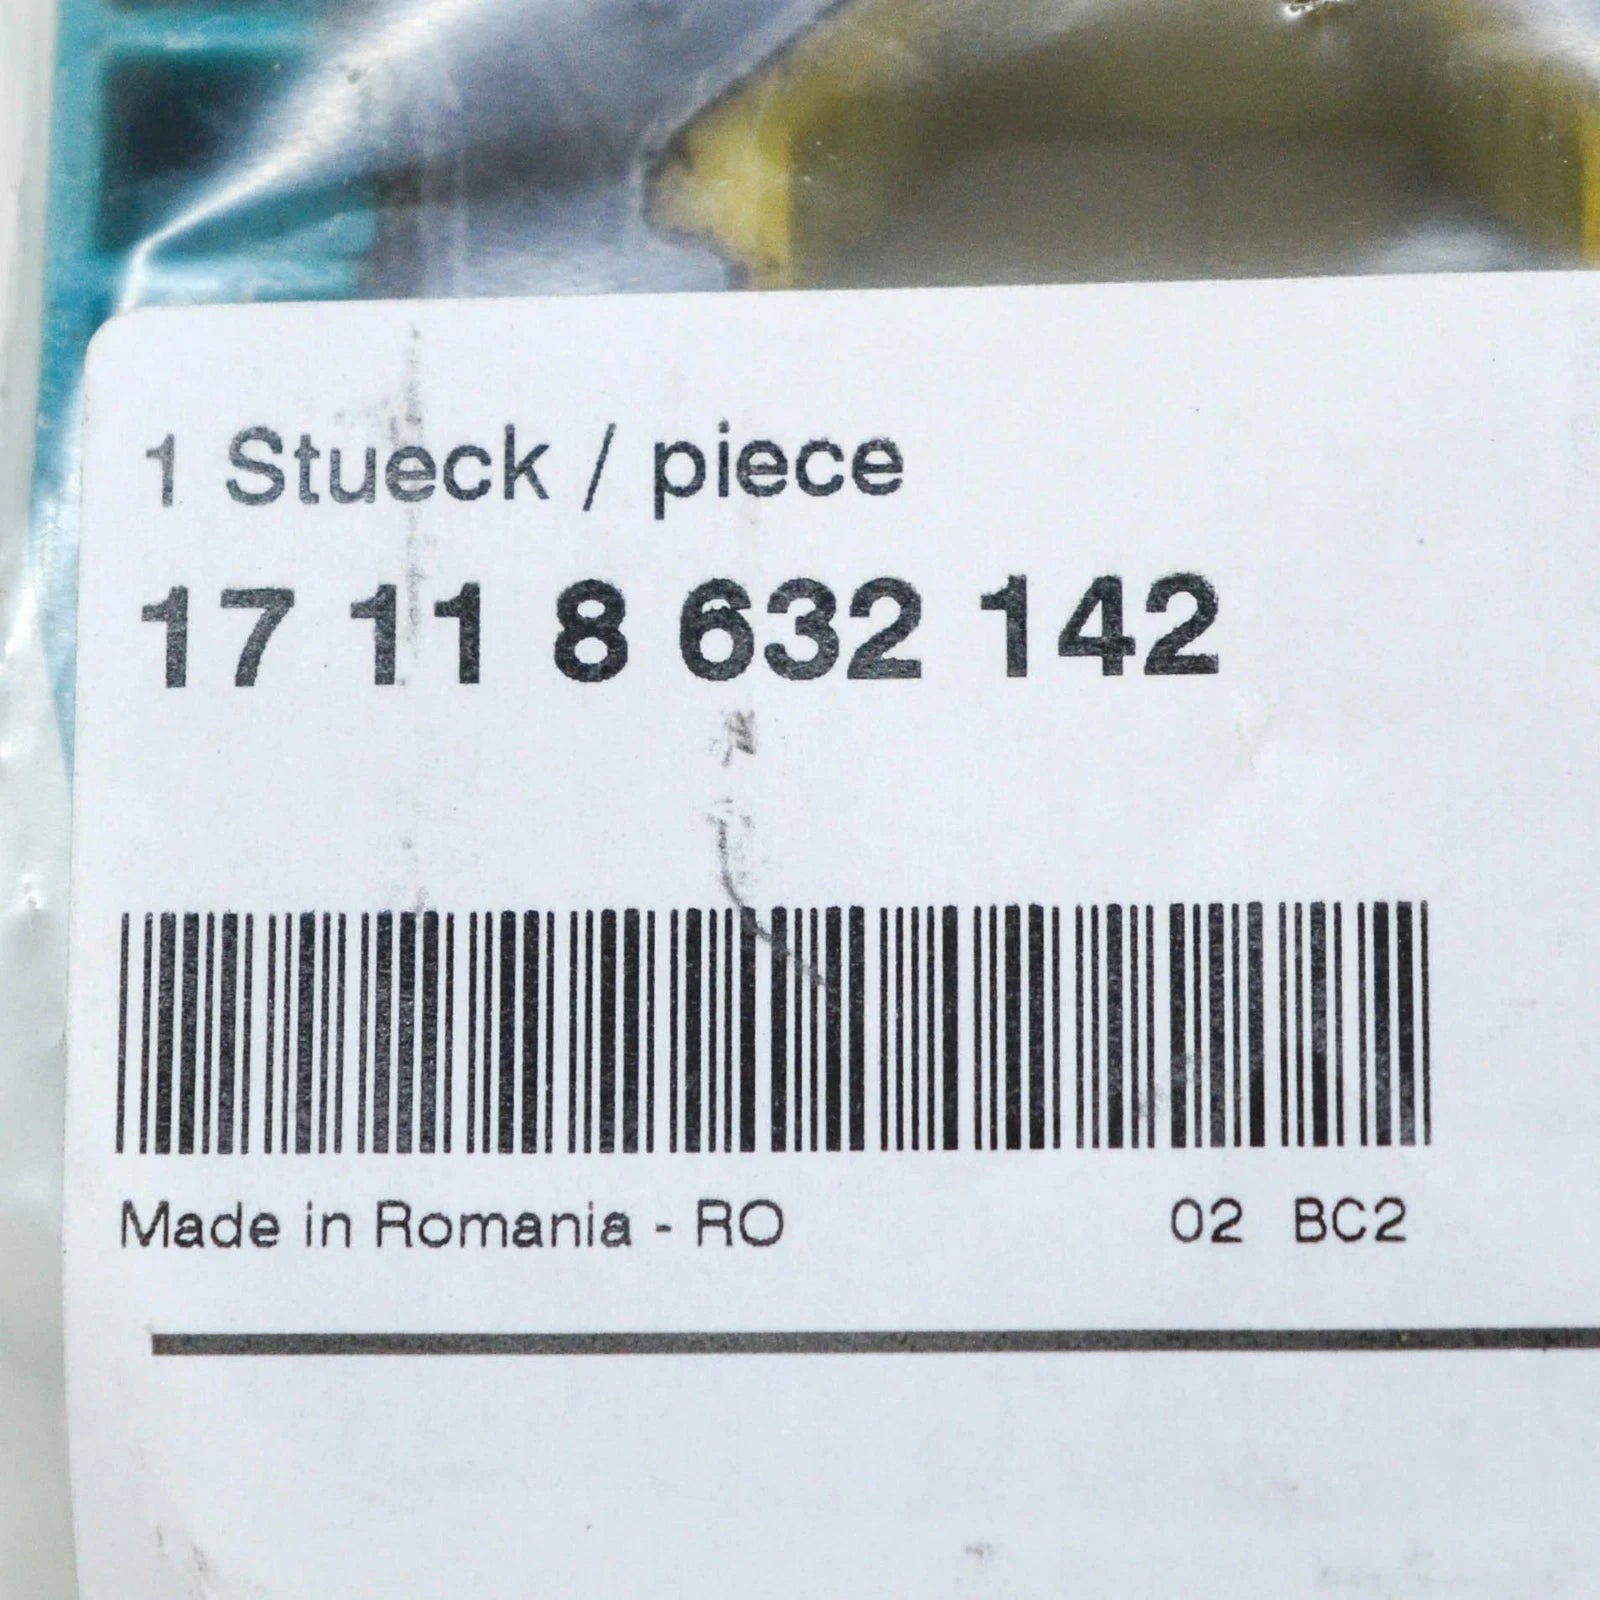 1 Stueck / piece
17 11 8 632 142
Made in Romania - RO 02 BC2